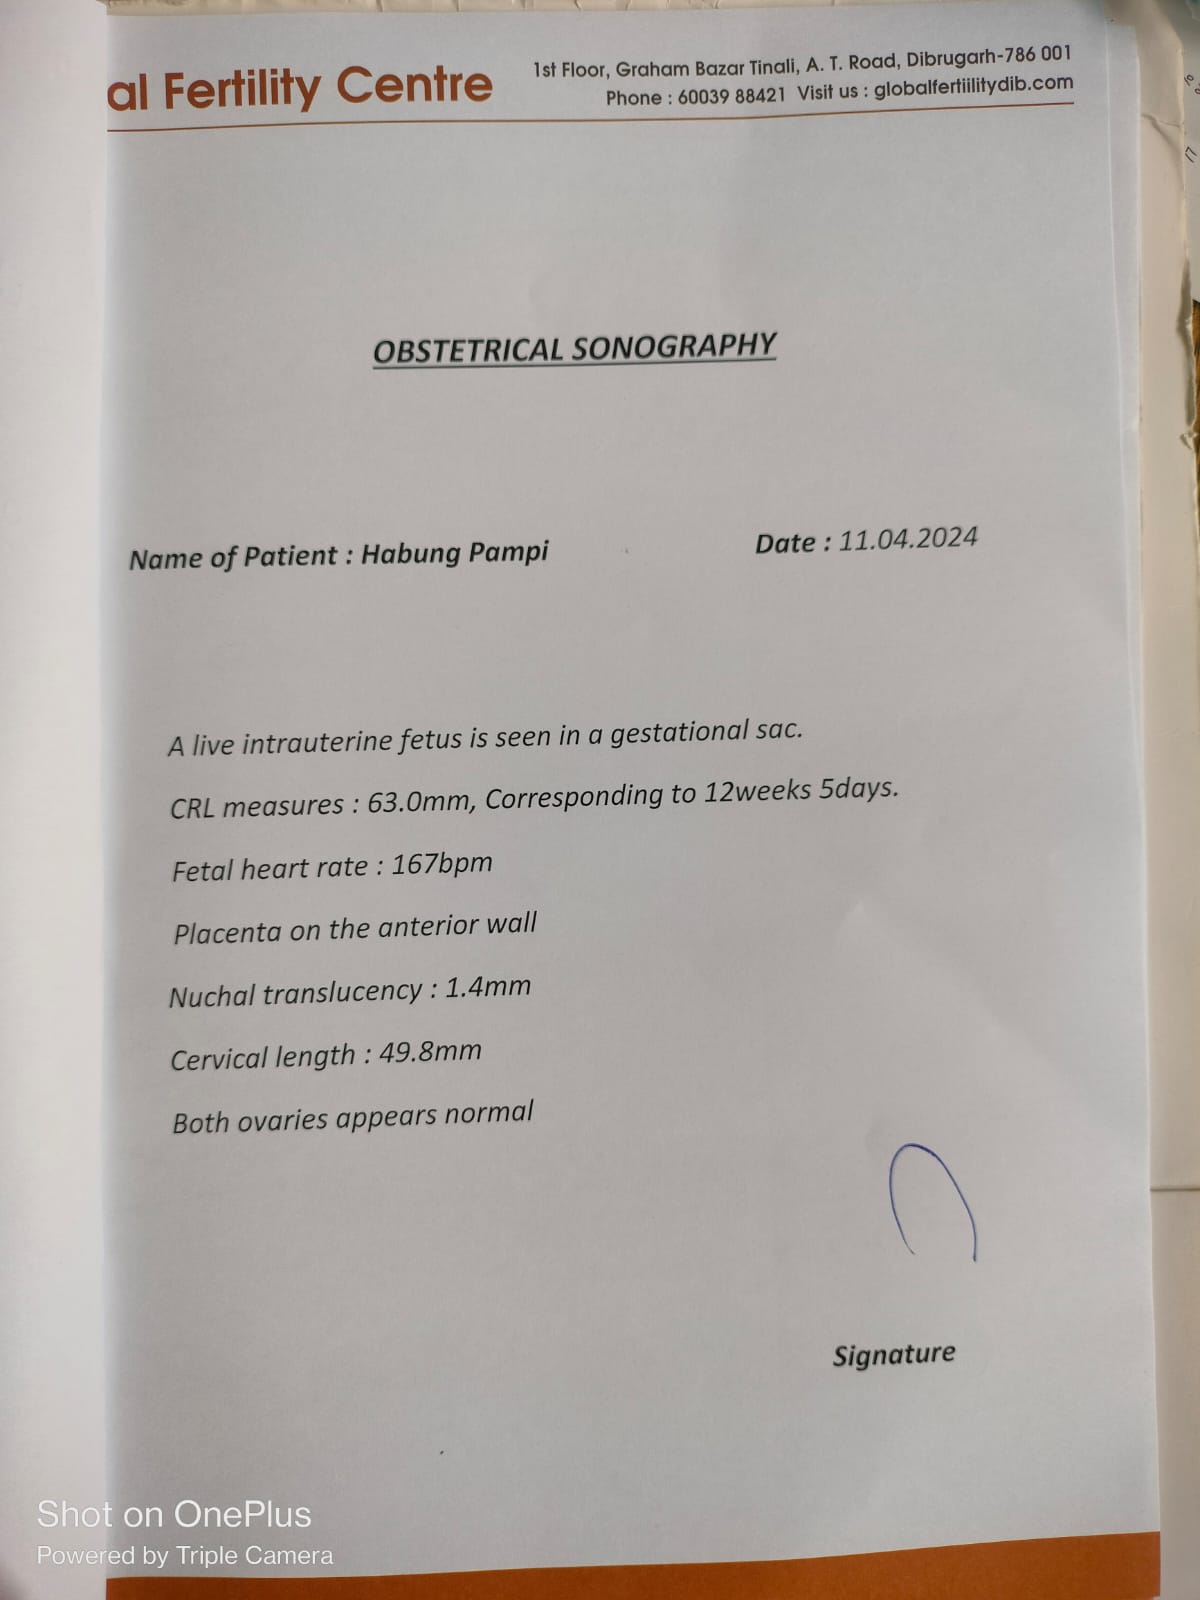 al Fertility Centre
1st Floor, Graham Bazar Tinali, A. T. Road, Dibrugarh-786 001
Phone : 60039 88421 Visit us : globalfertiilitydib.com
OBSTETRICAL SONOGRAPHY
Name of Patient : Habung Pampi
Date : 11.04.2024
A live intrauterine fetus is seen in a gestational sac.
CRL measures : 63.0mm, Corresponding to 12weeks 5days.
Fetal heart rate : 167bpm
Placenta on the anterior wall
Nuchal translucency : 1.4mm
Cervical length : 49.8mm
Both ovaries appears normal
Signature
Shot on OnePlus
Powered by Triple Camera